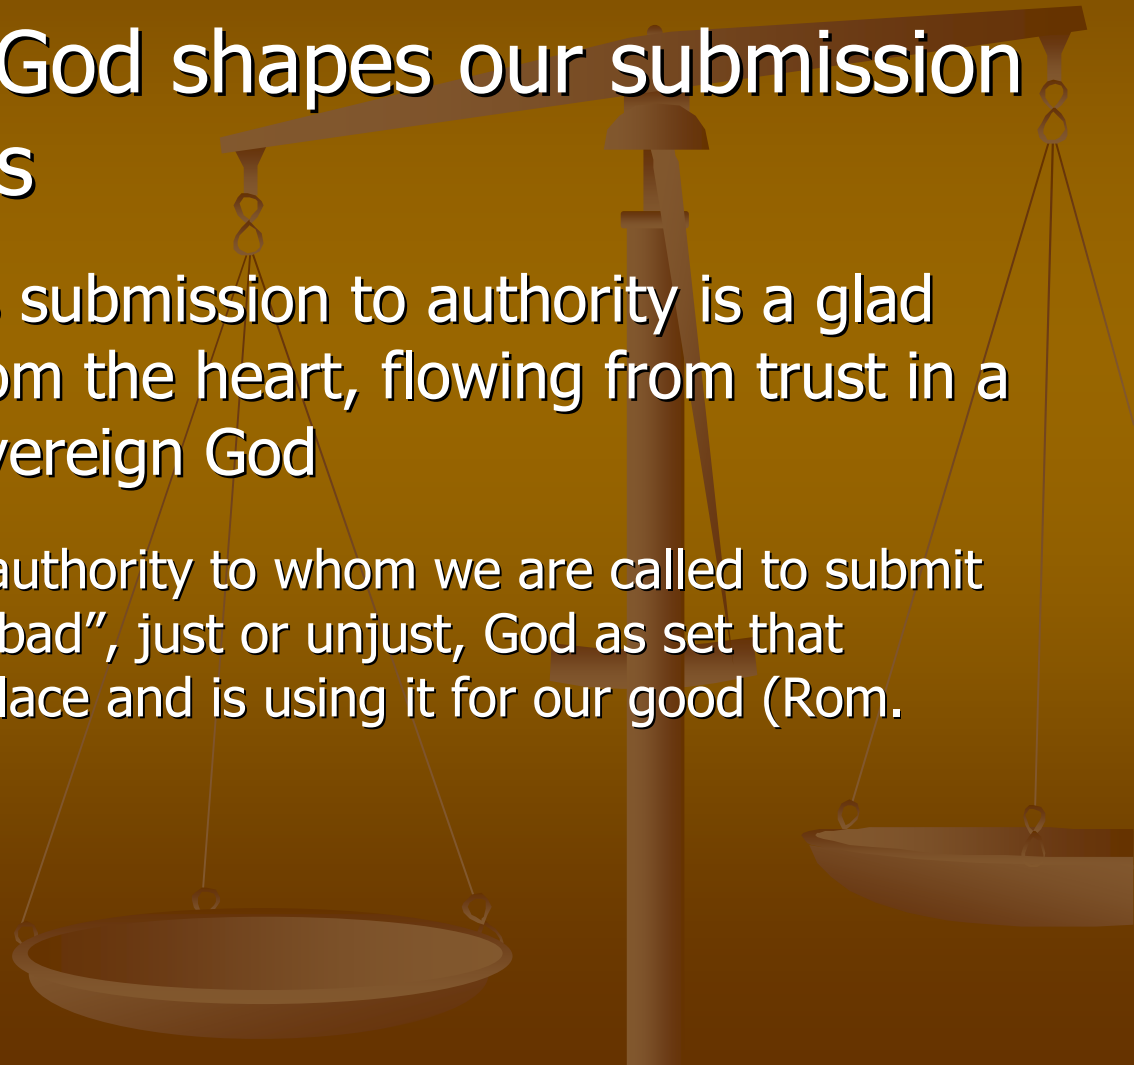 God shapes our submission
s
submission to authority is a glad
om the heart, flowing from trust in a
vereign God
authority to whom we are called to submit
bad”, just or unjust, God as set that
lace and is using it for our good (Rom.